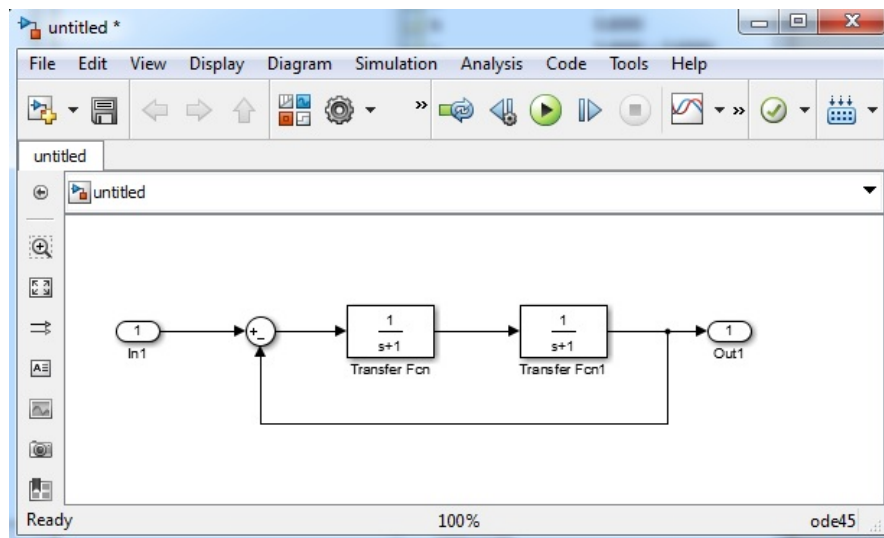 untitled *
File Edit View Display Diagram Simulation Analysis Code Tools Help
» »
untitled
untitled
1
In1
+
−
1
s+1
Transfer Fcn
1
s+1
Transfer Fcn1
1
Out1
Ready 100% ode45